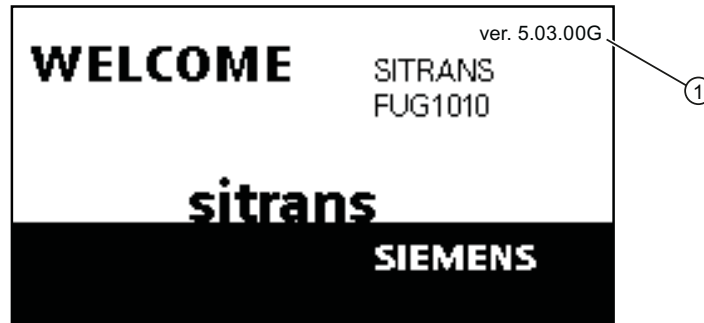 ver. 5.03.00G
WELCOME
SITRANS
FUG1010
1
sitrans
SIEMENS